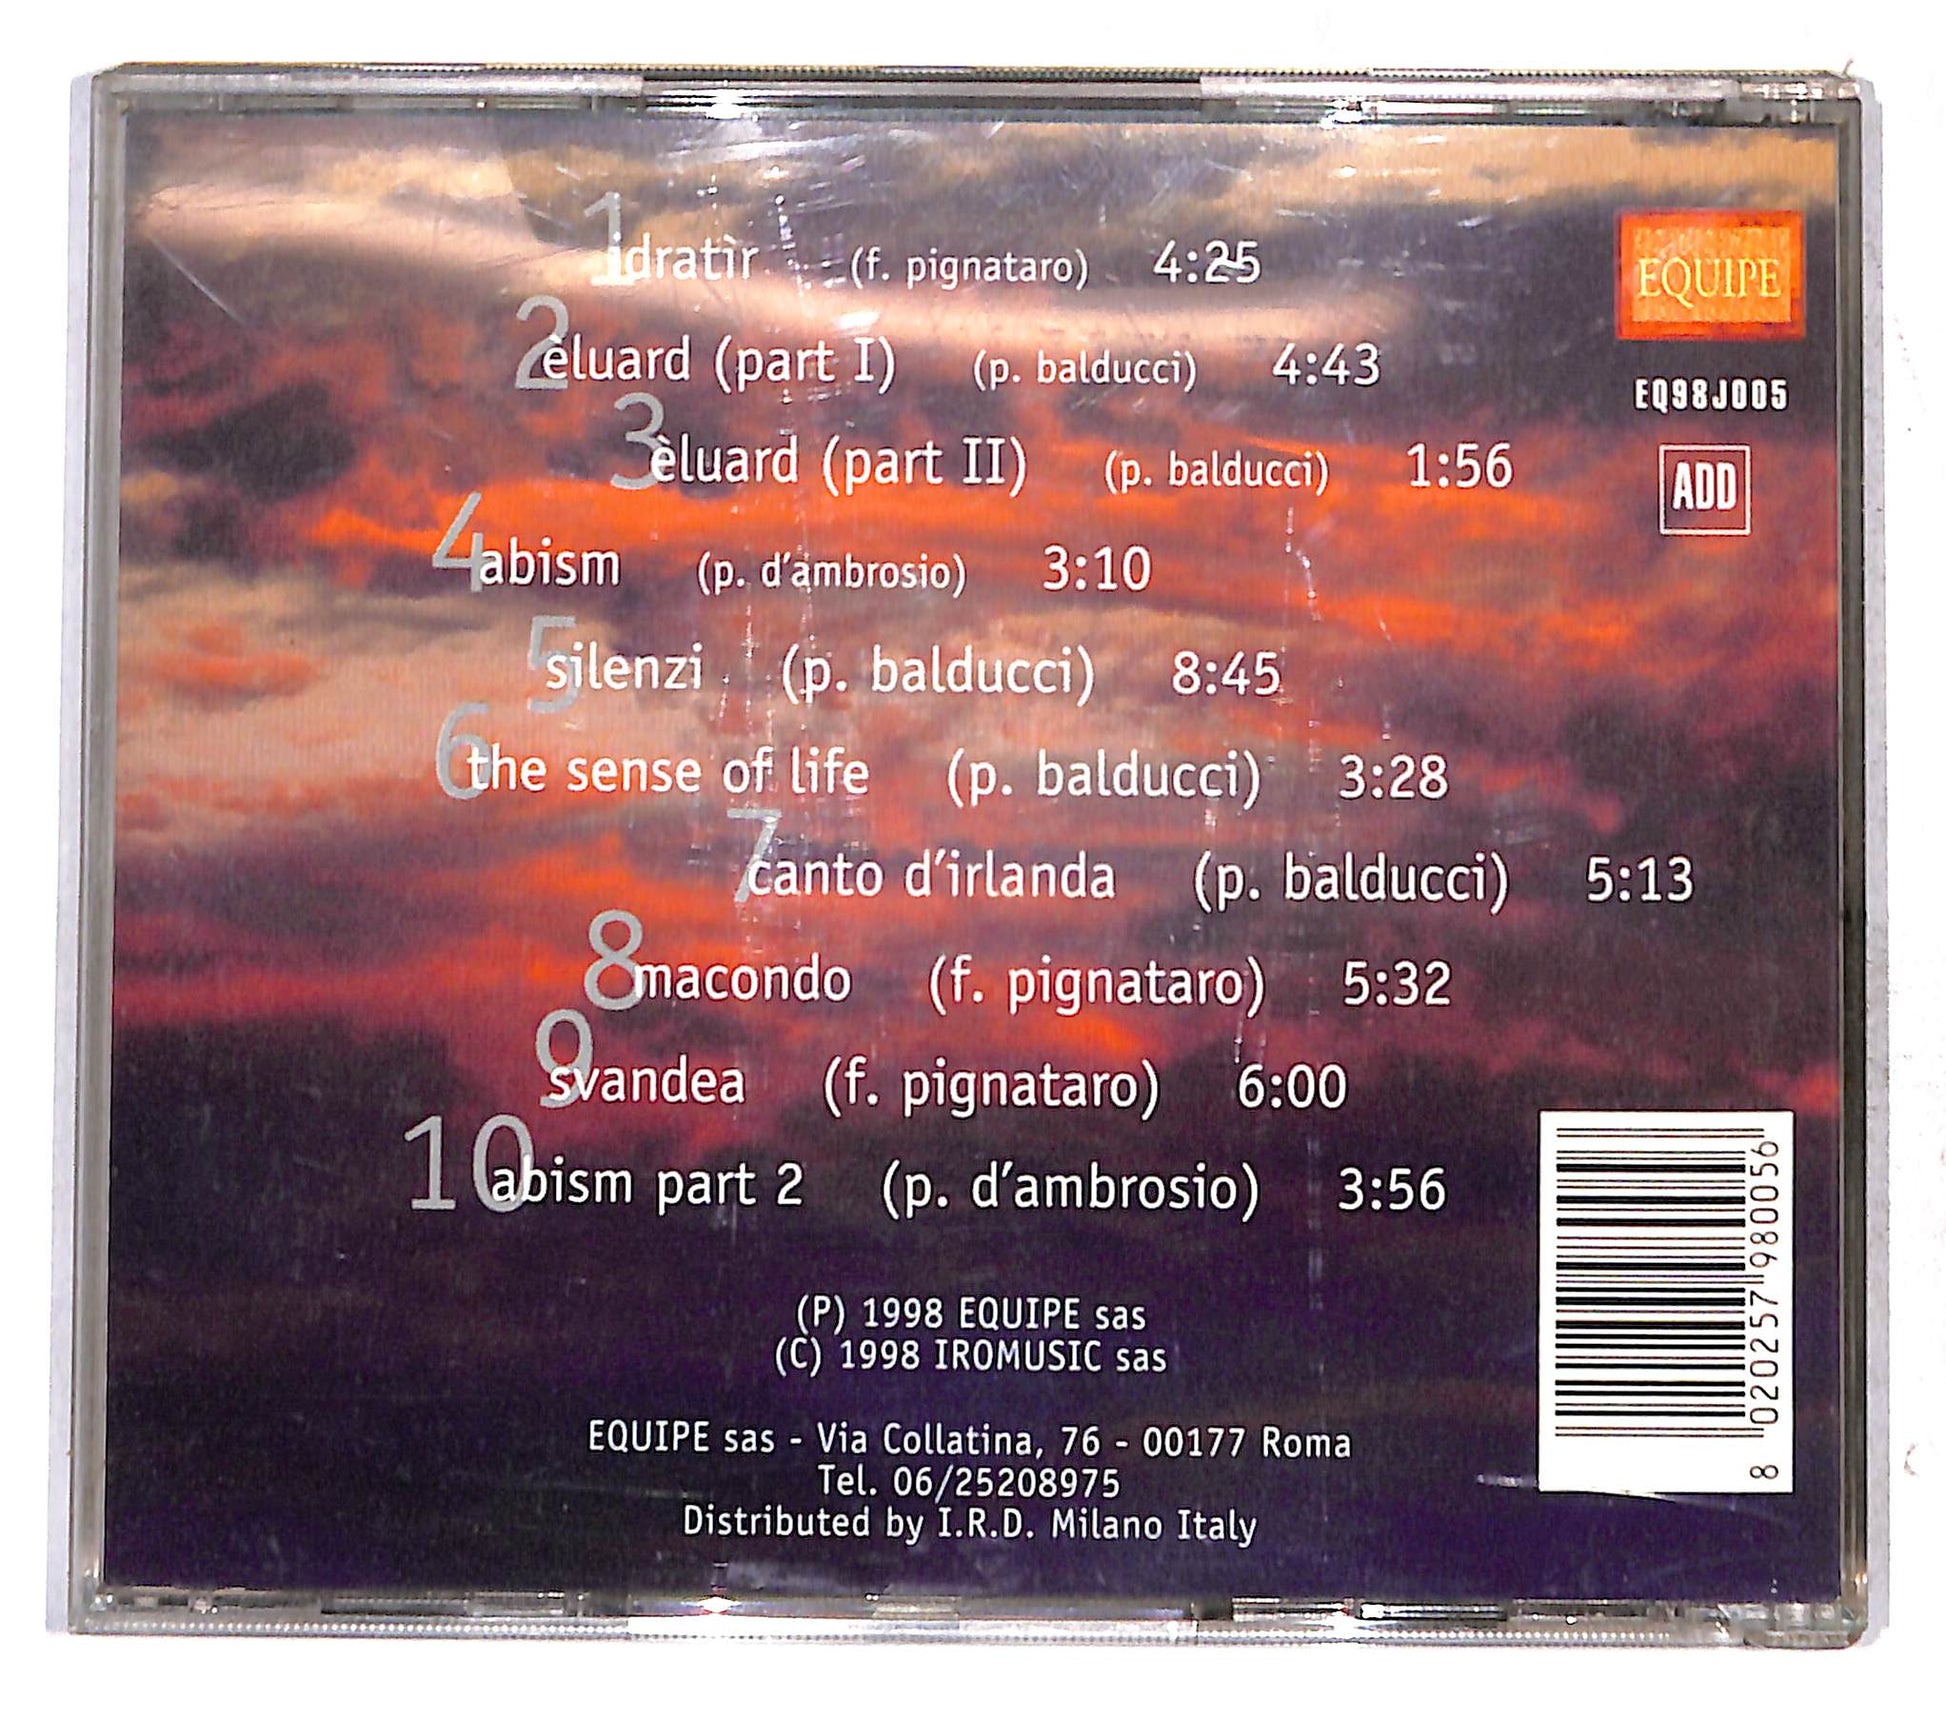 1 idratir (f. pignataro) 4:25
2 èluard (part I) (p. balducci) 4:43
3 èluard (part II) (p. balducci) 1:56
4 abism (p. d'ambrosio) 3:10
5 silenzi (p. balducci) 8:45
6 the sense of life (p. balducci) 3:28
7 canto d'irlanda (p. balducci) 5:13
8 macondo (f. pignataro) 5:32
9 svandea (f. pignataro) 6:00
10 abism part 2 (p. d'ambrosio) 3:56
(P) 1998 EQUIPE sas
(C) 1998 IROMUSIC sas
EQUIPE sas - Via Collatina, 76 - 00177 Roma
Tel. 06/25208975
Distributed by I.R.D. Milano Italy
EQUIPE
EQ98J005
ADD
8 020257 980056